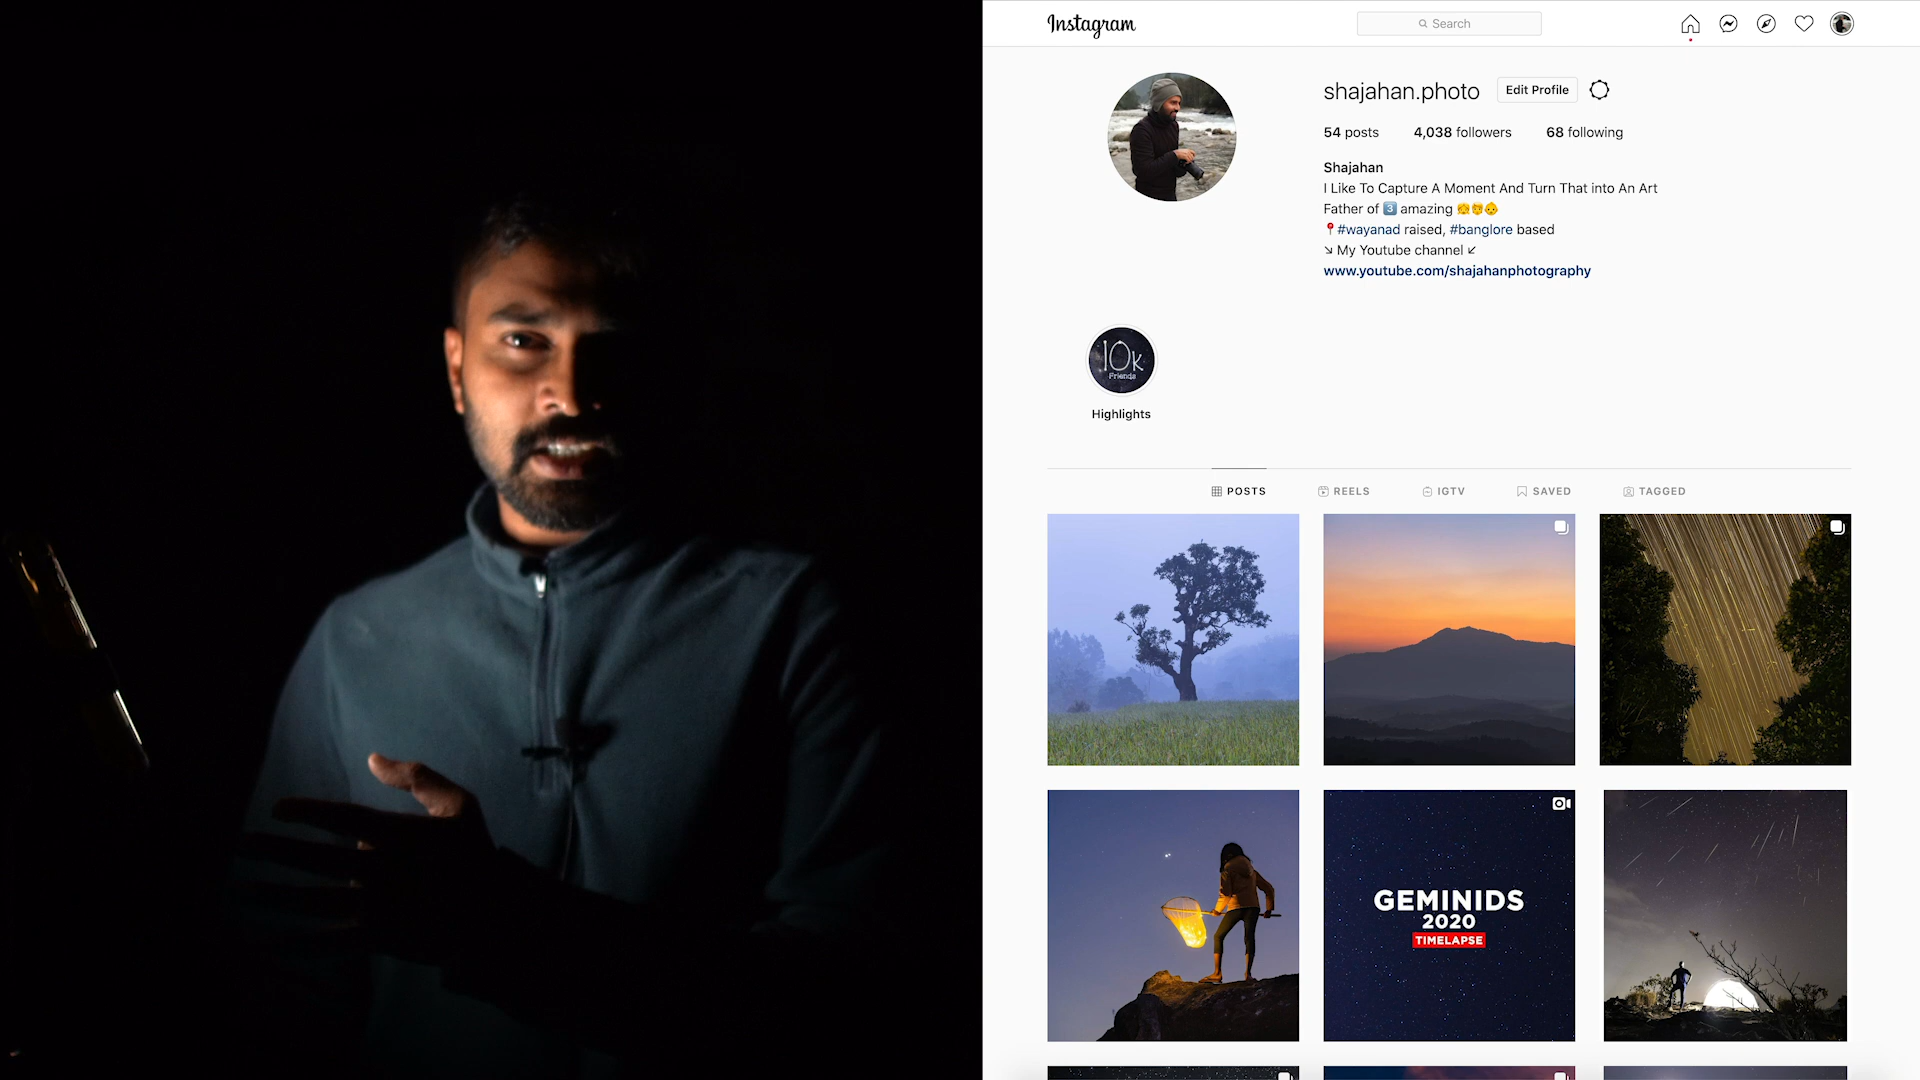 Instagram
Search
shajahan.photo Edit Profile
54 posts 4,038 followers 68 following
Shajahan
I Like To Capture A Moment And Turn That into An Art
Father of 3️⃣ amazing 👧👦👶
📍#wayanad raised, #banglore based
↘ My Youtube channel ↙
www.youtube.com/shajahanphotography
10k
Friends
Highlights
POSTS REELS IGTV SAVED TAGGED
GEMINIDS
2020
TIMELAPSE